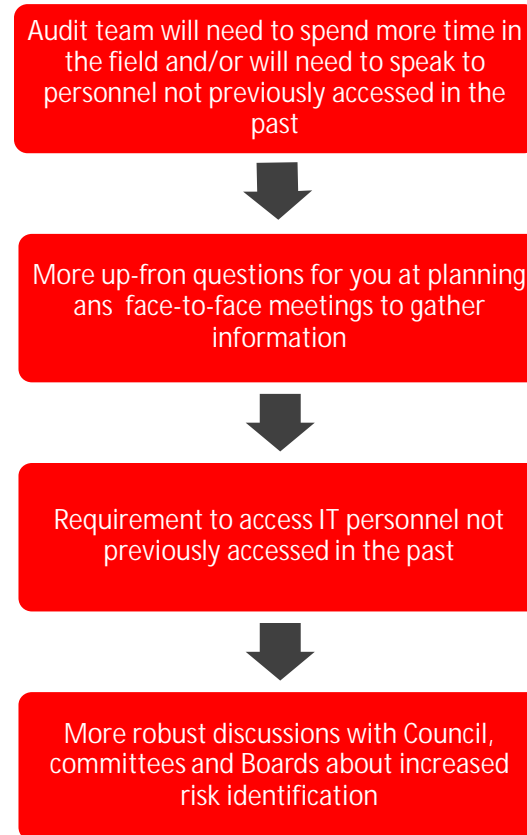 Audit team will need to spend more time in
the field and/or will need to speak to
personnel not previously accessed in the
past
More up-fron questions for you at planning
ans face-to-face meetings to gather
information
Requirement to access IT personnel not
previously accessed in the past
More robust discussions with Council,
committees and Boards about increased
risk identification